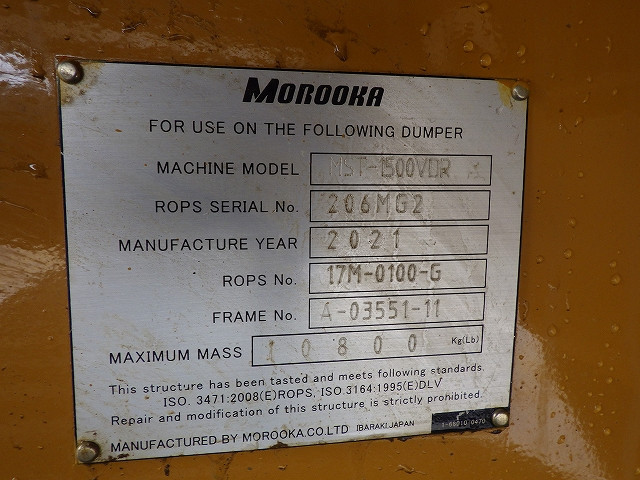 MOROOKA
FOR USE ON THE FOLLOWING DUMPER
MACHINE MODEL MST-1500VDR
ROPS SERIAL No. 206MG2
MANUFACTURE YEAR 2021
ROPS No. 17M-0100-G
FRAME No. A-03551-11
MAXIMUM MASS 10800 Kg(Lb)
This structure has been tasted and meets following standards.
ISO. 3471:2008(E)ROPS, ISO 3164:1995(E)DLV
Repair and modification of this structure is strictly prohibited.
MANUFACTURED BY MOROOKA.CO.LTD IBARAKI,JAPAN